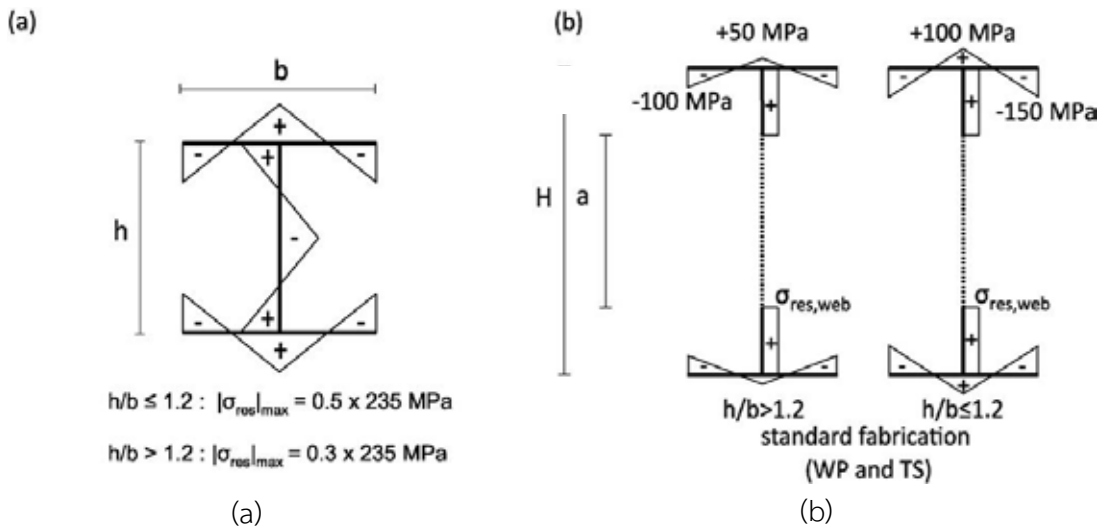 (a)
b
h
+
-
-
+
+
-
+
+
-
-
+
h/b ≤ 1.2 : |σres|max = 0.5 x 235 MPa
h/b > 1.2 : |σres|max = 0.3 x 235 MPa
(a)
(b)
+50 MPa
+100 MPa
-
-
-
+
-
-100 MPa
+
+
-150 MPa
H
a
σres,web
σres,web
+
+
-
-
-
+
-
h/b>1.2
h/b≤1.2
standard fabrication
(WP and TS)
(b)